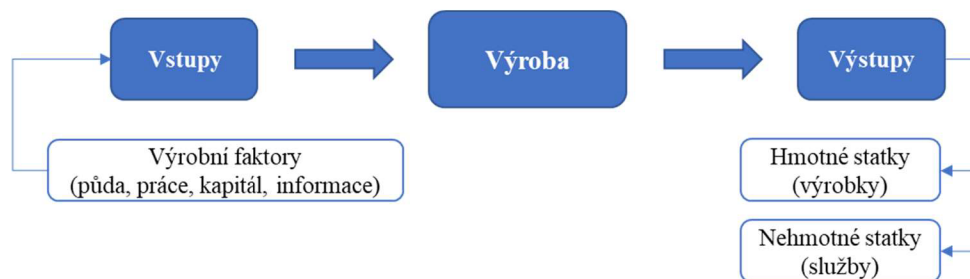 Vstupy
Výroba
Výstupy
Výrobní faktory
(půda, práce, kapitál, informace)
Hmotné statky
(výrobky)
Nehmotné statky
(služby)